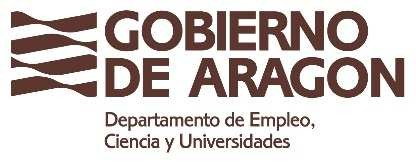 GOBIERNO
DE ARAGON
Departamento de Empleo,
Ciencia y Universidades